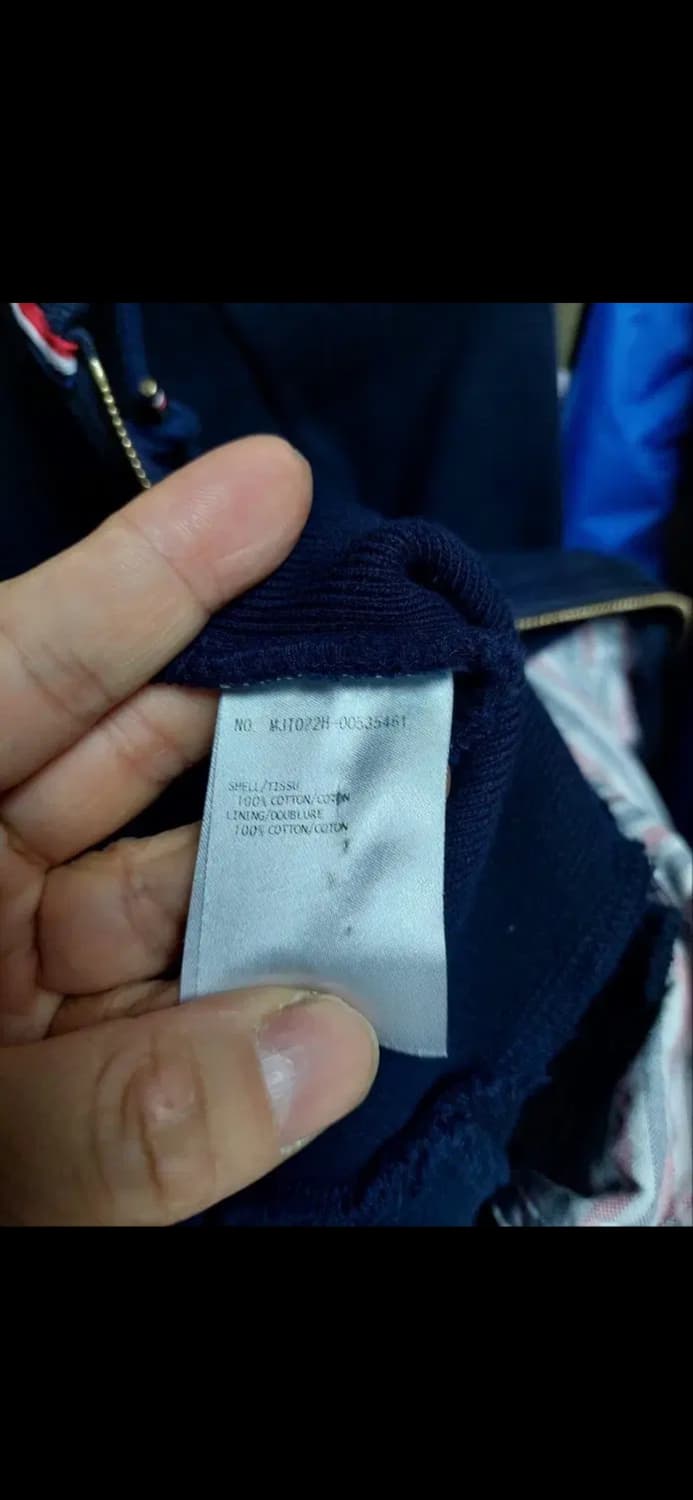 NO. MJT022H-00535461
SHELL/TISSU
100% COTTON/COTON
LINING/DOUBLURE
100% COTTON/COTON